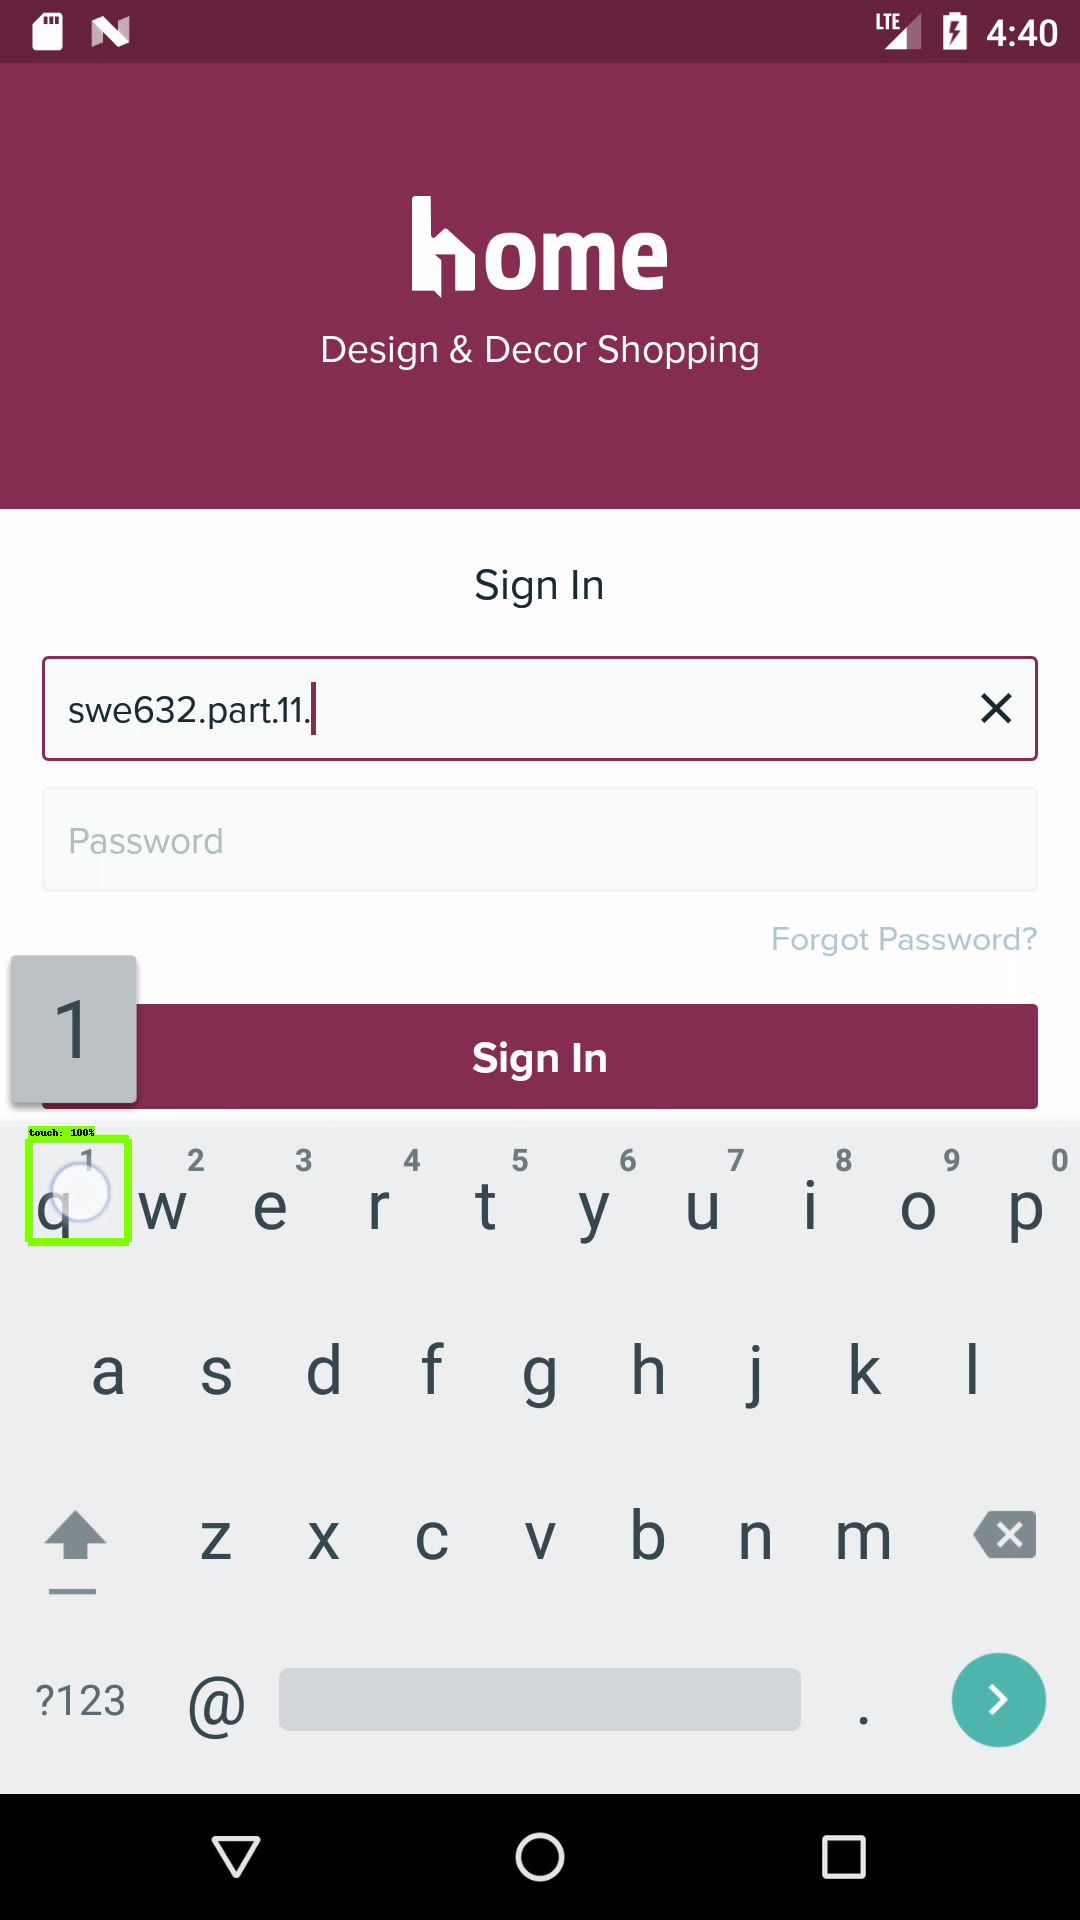 LTE 4:40
home
Design & Decor Shopping
Sign In
swe632.part.11.
Password
Forgot Password?
1
Sign In
touch: 100%
1 2 3 4 5 6 7 8 9 0
q w e r t y u i o p
a s d f g h j k l
z x c v b n m
?123 @ .